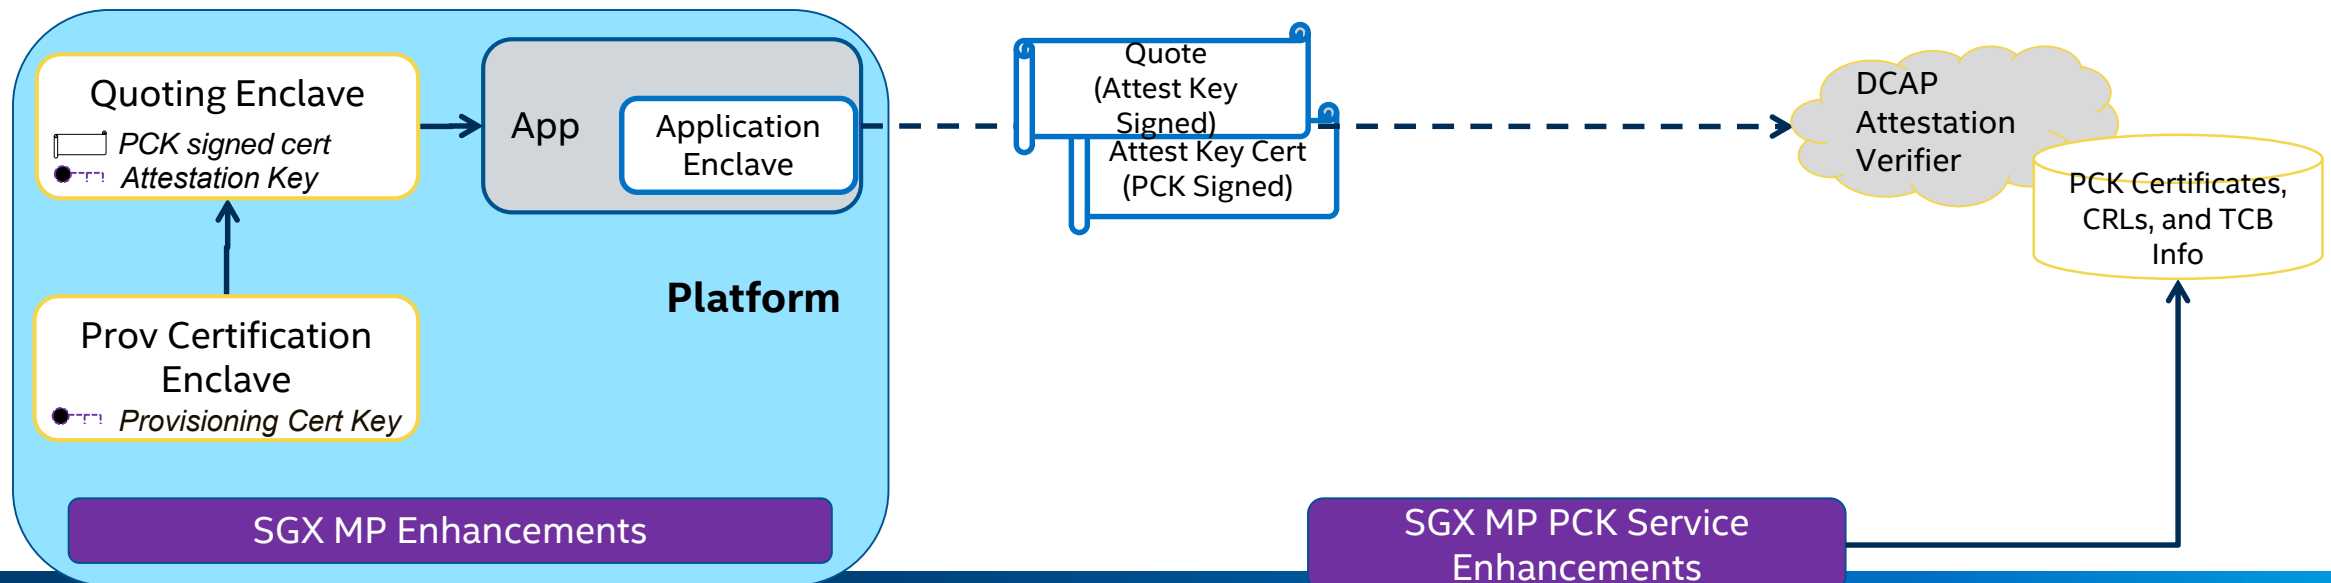 Quoting Enclave
PCK signed cert
Attestation Key
App
Application
Enclave
Quote
(Attest Key
Signed)
Attest Key Cert
(PCK Signed)
DCAP
Attestation
Verifier
PCK Certificates,
CRLs, and TCB
Info
Platform
Prov Certification
Enclave
Provisioning Cert Key
SGX MP Enhancements
SGX MP PCK Service
Enhancements